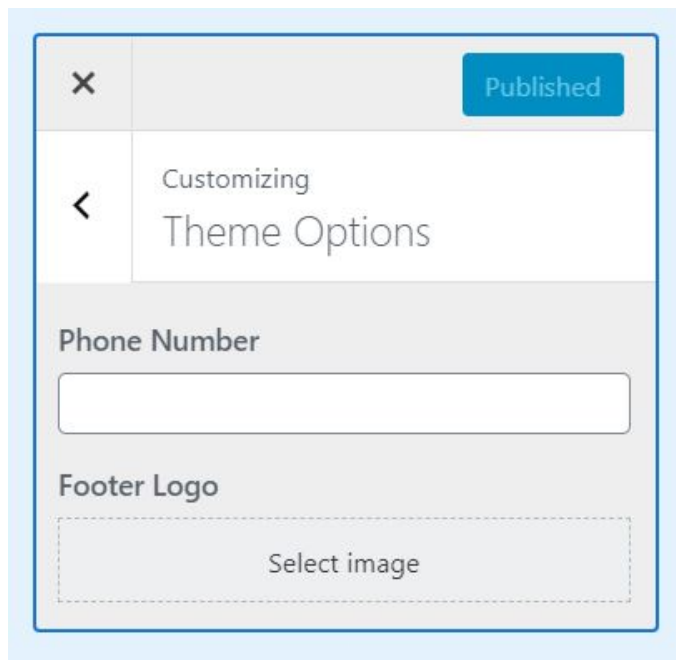 Published
Customizing
Theme Options
Phone Number
Footer Logo
Select image